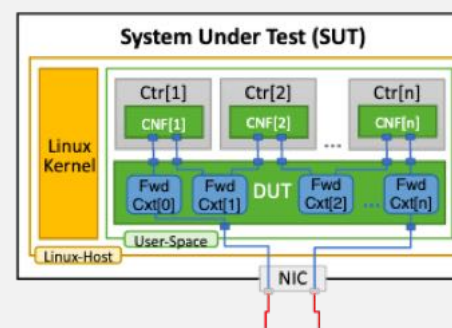 System Under Test (SUT)
Linux
Kernel
Ctr[1]
CNF[1]
Ctr[2]
CNF[2]
...
Ctr[n]
CNF[n]
Fwd
Cxt[0]
Fwd
Cxt[1]
DUT
Fwd
Cxt[2]
...
Fwd
Cxt[n]
User-Space
Linux-Host
NIC